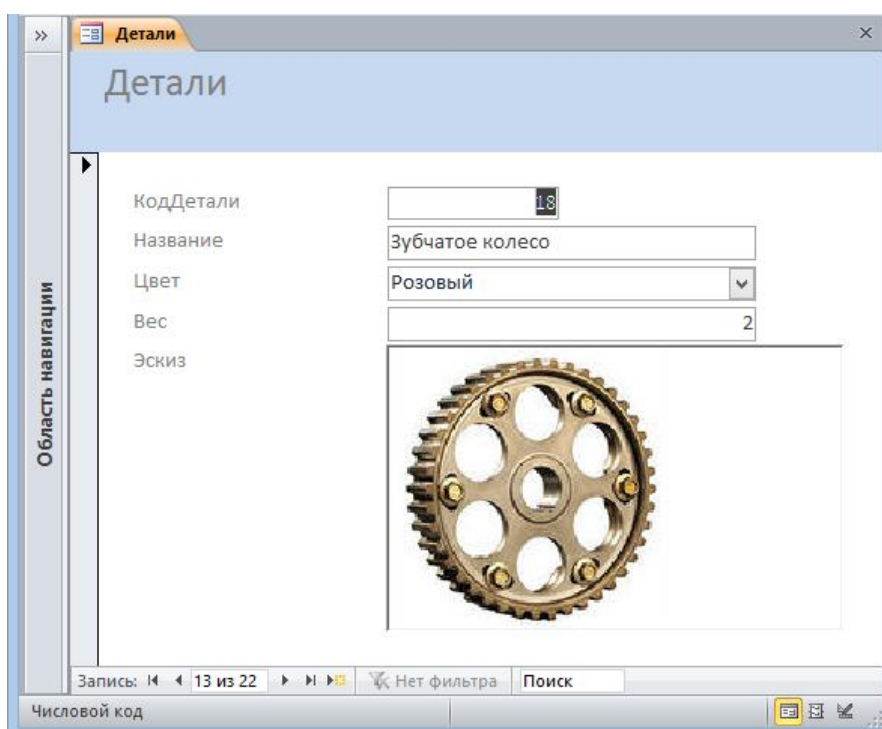 »
Детали
Детали
КодДетали 18
Название Зубчатое колесо
Цвет Розовый
Вес 2
Эскиз
Область навигации
Запись: 13 из 22 Нет фильтра Поиск
Числовой код